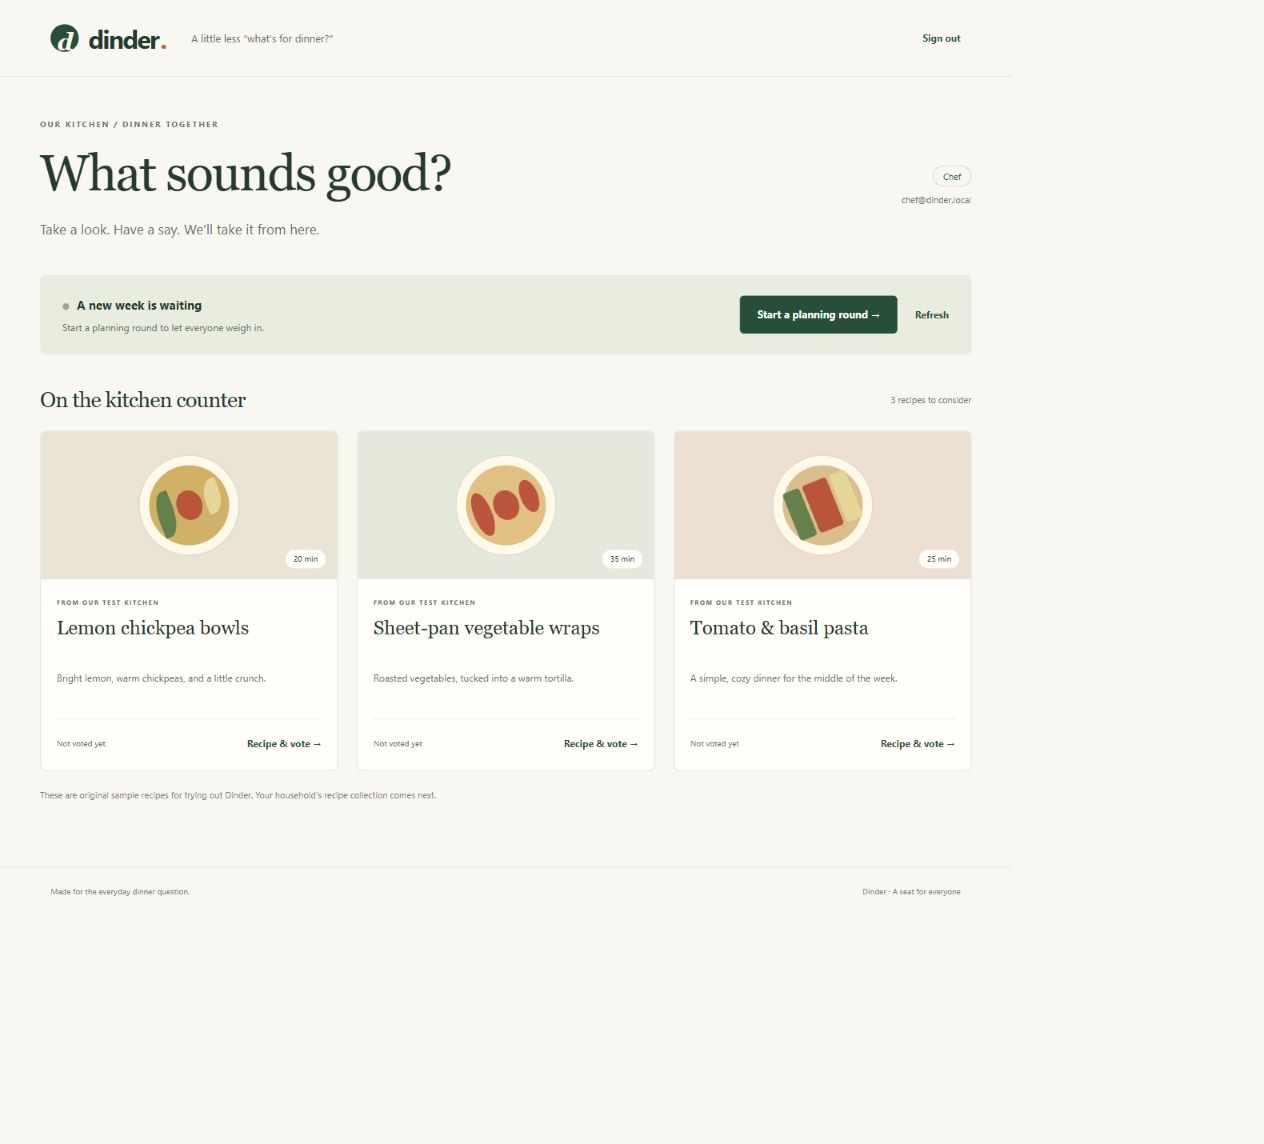 d dinder. A little less “what’s for dinner?” Sign out
OUR KITCHEN / DINNER TOGETHER
What sounds good?
Chef
chef@dinder.local
Take a look. Have a say. We’ll take it from here.
A new week is waiting
Start a planning round to let everyone weigh in.
Start a planning round → Refresh
On the kitchen counter
3 recipes to consider
20 min
FROM OUR TEST KITCHEN
Lemon chickpea bowls
Bright lemon, warm chickpeas, and a little crunch.
Not voted yet Recipe & vote →
35 min
FROM OUR TEST KITCHEN
Sheet-pan vegetable wraps
Roasted vegetables, tucked into a warm tortilla.
Not voted yet Recipe & vote →
25 min
FROM OUR TEST KITCHEN
Tomato & basil pasta
A simple, cozy dinner for the middle of the week.
Not voted yet Recipe & vote →
These are original sample recipes for trying out Dinder. Your household’s recipe collection comes next.
Made for the everyday dinner question.
Dinder · A seat for everyone